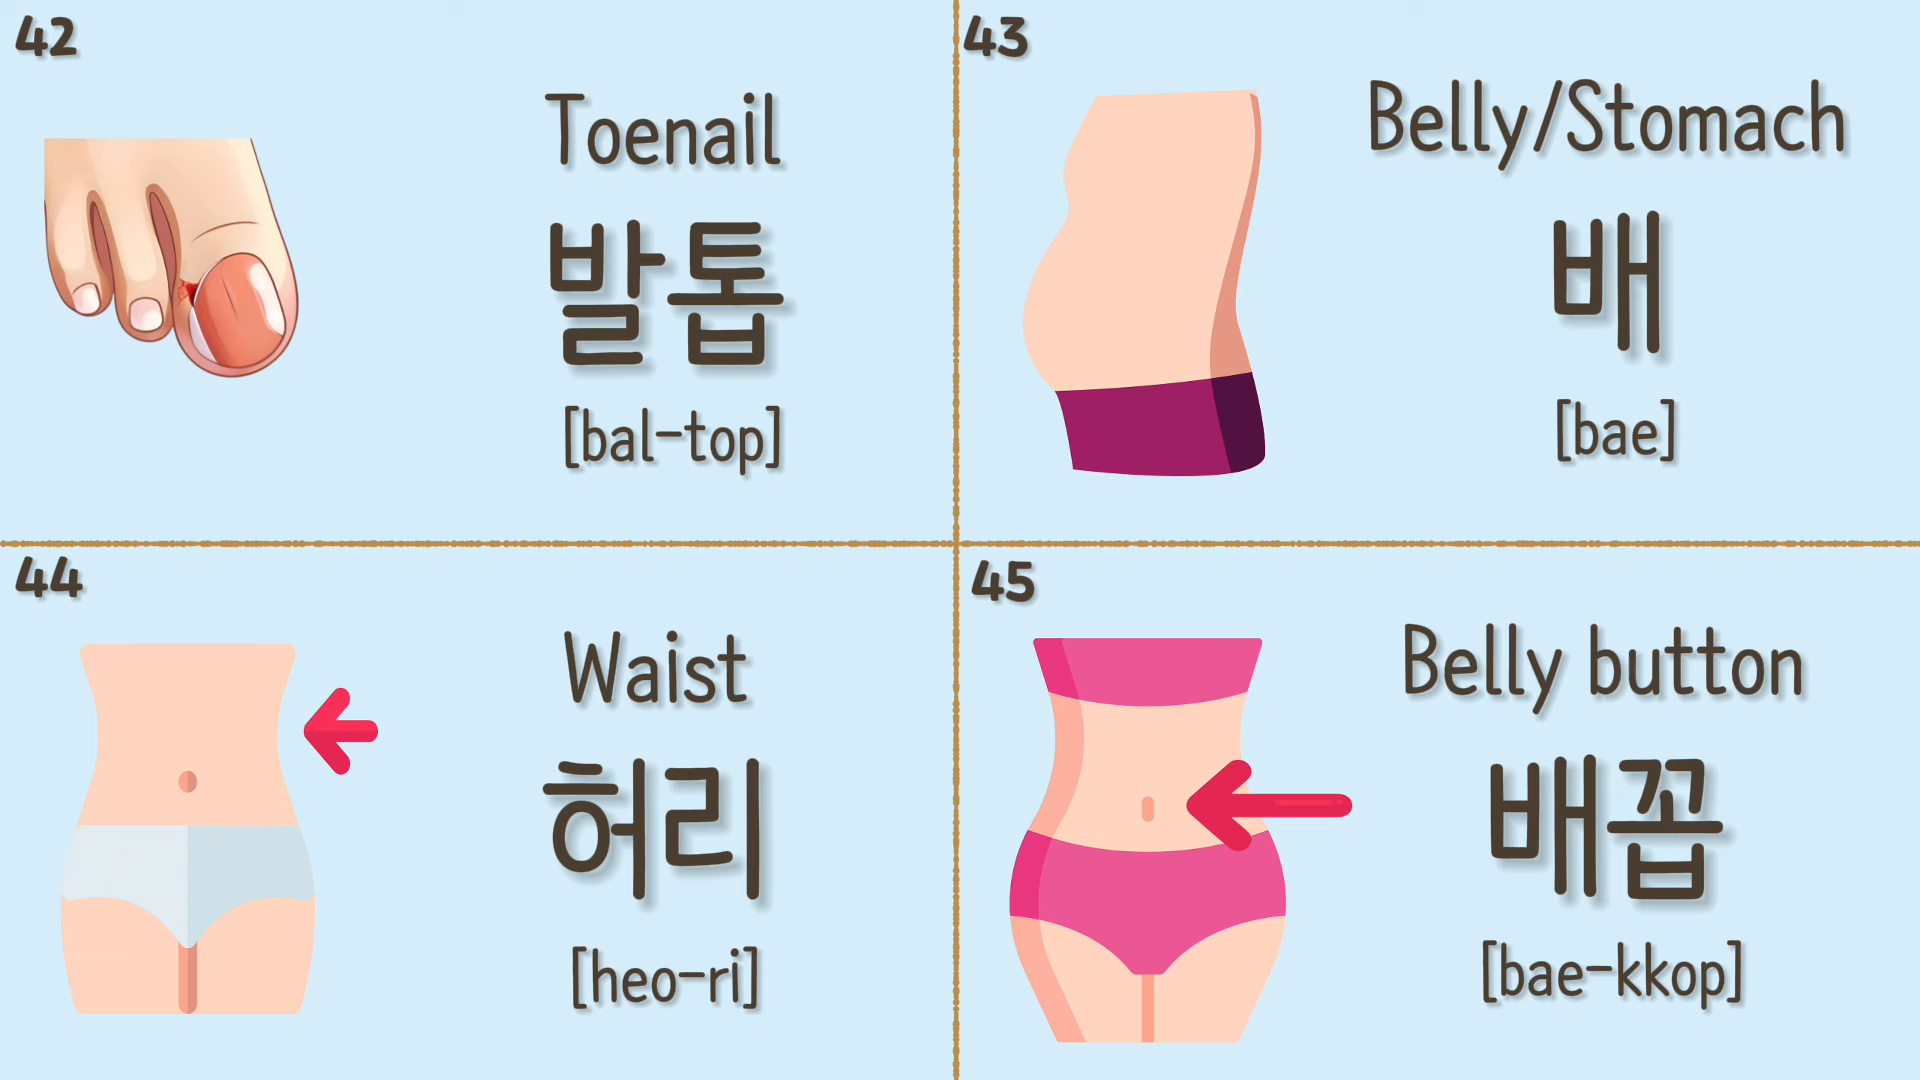 42
Toenail
발톱
[bal-top]
43
Belly/Stomach
배
[bae]
44
Waist
허리
[heo-ri]
45
Belly button
배꼽
[bae-kkop]